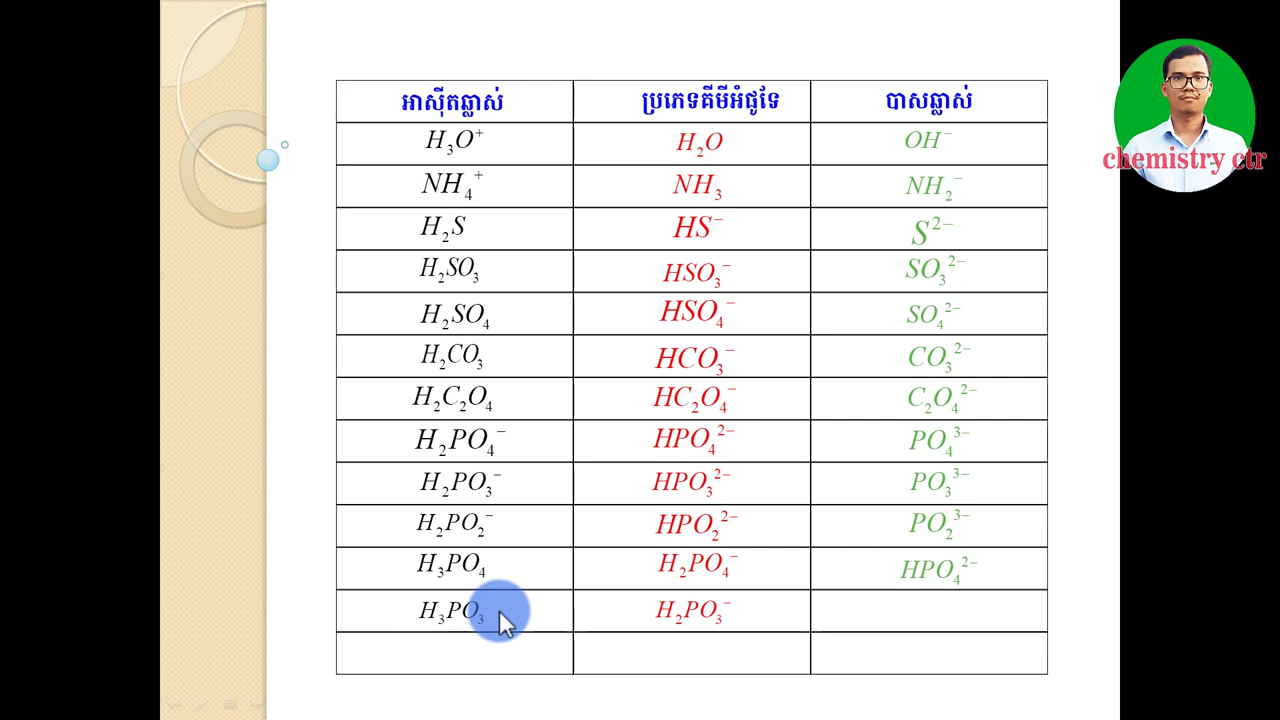 អាស៊ីតឆ្លាស់ ប្រភេទគីមីអំផូទែ បាសឆ្លាស់
H₃O⁺ H₂O OH⁻
NH₄⁺ NH₃ NH₂⁻
H₂S HS⁻ S²⁻
H₂SO₃ HSO₃⁻ SO₃²⁻
H₂SO₄ HSO₄⁻ SO₄²⁻
H₂CO₃ HCO₃⁻ CO₃²⁻
H₂C₂O₄ HC₂O₄⁻ C₂O₄²⁻
H₂PO₄⁻ HPO₄²⁻ PO₄³⁻
H₂PO₃⁻ HPO₃²⁻ PO₃³⁻
H₂PO₂⁻ HPO₂²⁻ PO₂³⁻
H₃PO₄ H₂PO₄⁻ HPO₄²⁻
H₃PO₃ H₂PO₃⁻
chemistry ctr